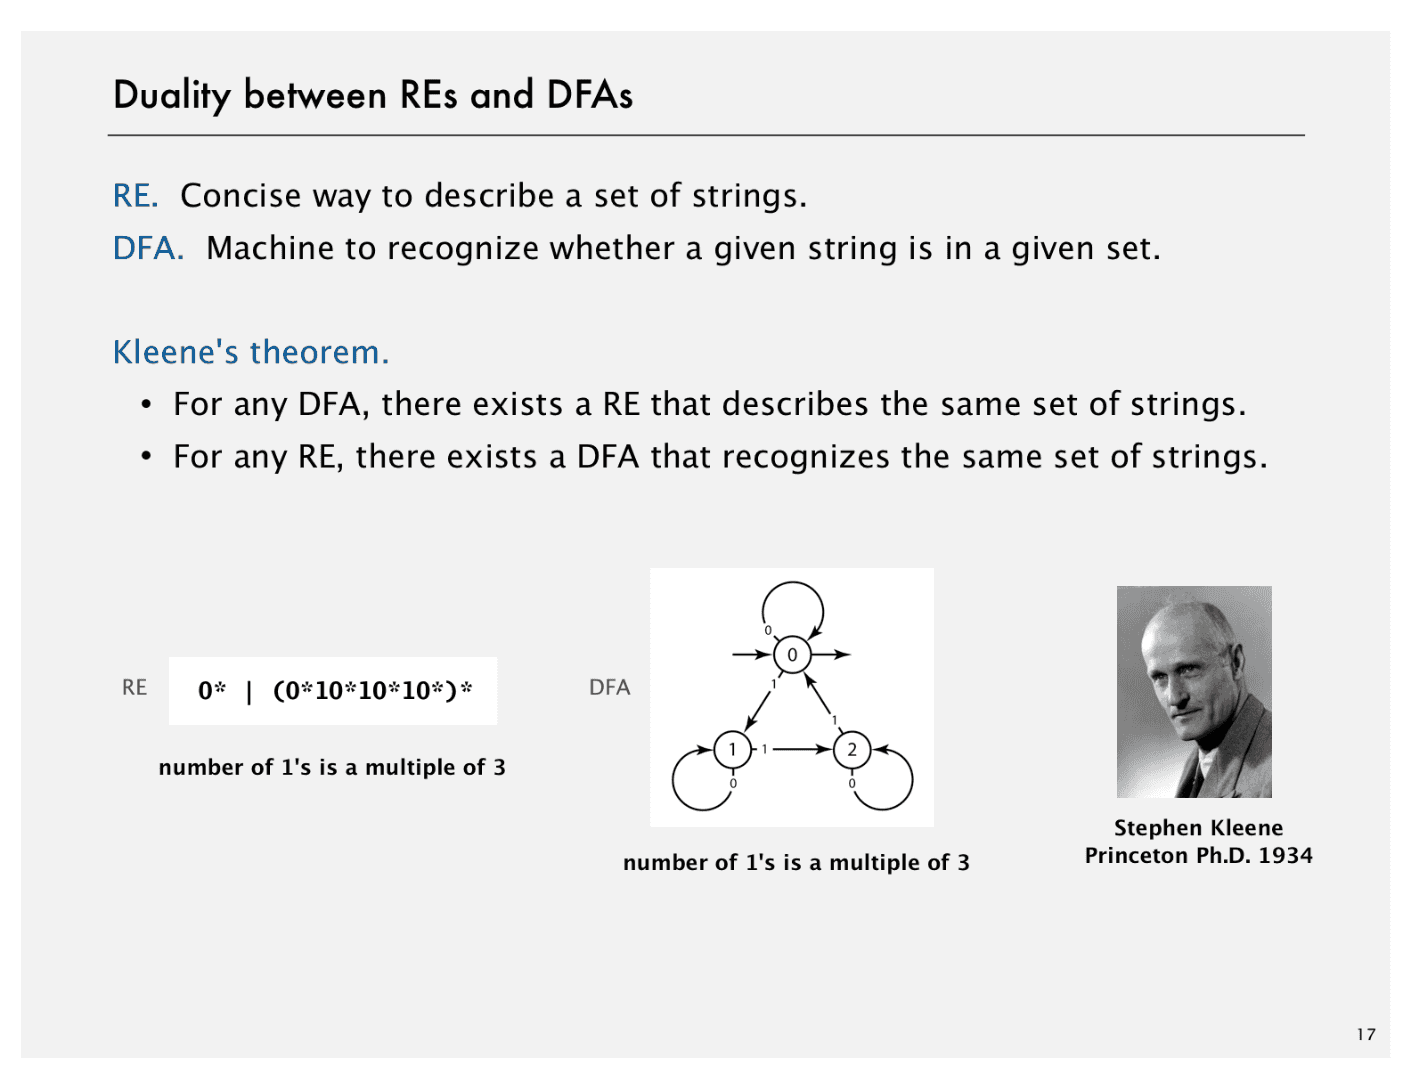 Duality between REs and DFAs
RE. Concise way to describe a set of strings.
DFA. Machine to recognize whether a given string is in a given set.
Kleene's theorem.
• For any DFA, there exists a RE that describes the same set of strings.
• For any RE, there exists a DFA that recognizes the same set of strings.
RE
0* | (0*10*10*10*)*
number of 1's is a multiple of 3
DFA
0
0
1
1
1
1
2
0
0
number of 1's is a multiple of 3
Stephen Kleene
Princeton Ph.D. 1934
17